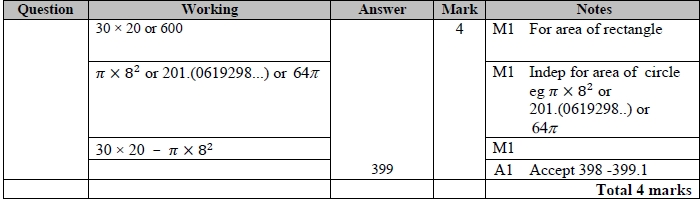 Question Working Answer Mark Notes
30 × 20 or 600 4 M1 For area of rectangle
π × 8² or 201.(0619298...) or 64π M1 Indep for area of circle
eg π × 8² or
201.(0619298..) or
64π
30 × 20 − π × 8² M1
399 A1 Accept 398 -399.1
Total 4 marks